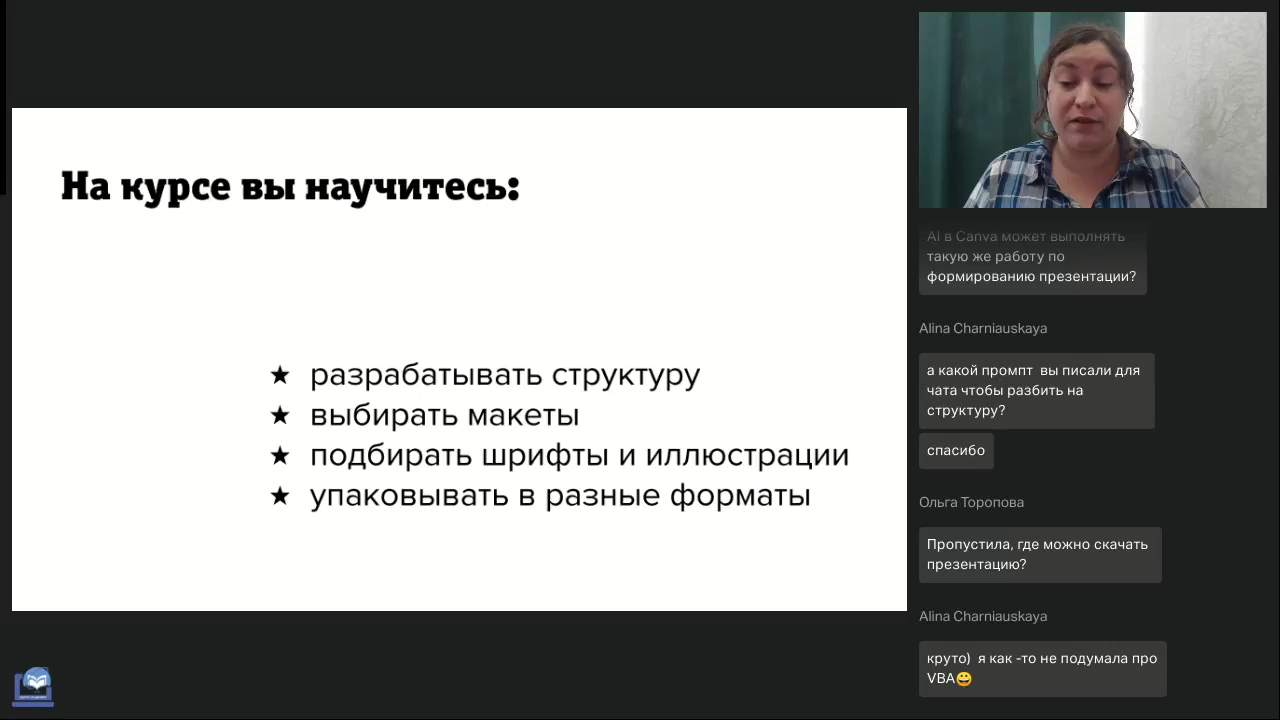 На курсе вы научитесь:
★ разрабатывать структуру
★ выбирать макеты
★ подбирать шрифты и иллюстрации
★ упаковывать в разные форматы
AI в Canva может выполнять
такую же работу по
формированию презентации?
Alina Charniauskaya
а какой промпт вы писали для
чата чтобы разбить на
структуру?
спасибо
Ольга Торопова
Пропустила, где можно скачать
презентацию?
Alina Charniauskaya
круто) я как -то не подумала про
VBA😀